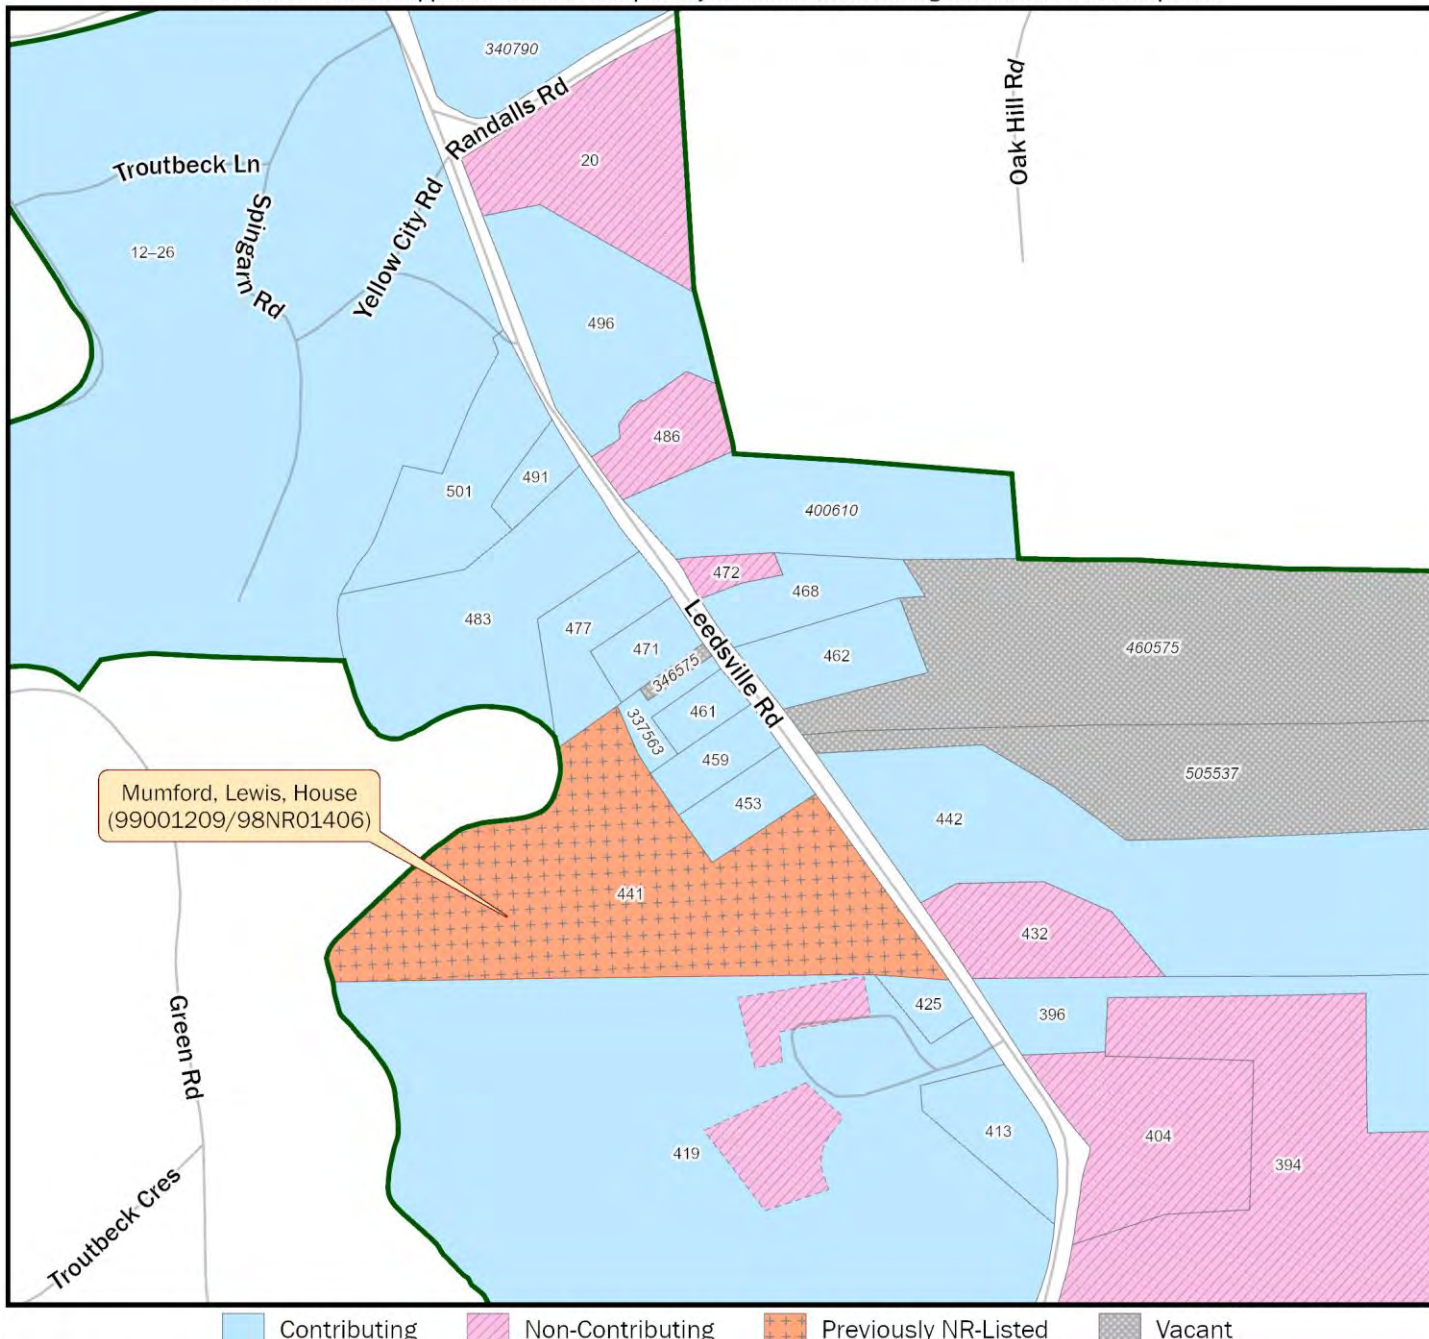 340790
Randalls Rd
Oak Hill Rd
20
Troutbeck Ln
Spingarn Rd
Yellow City Rd
12–26
496
486
501
491
400610
472
468
483
477
471
346575
Leedsville Rd
462
460575
461
337563
459
505537
453
442
Mumford, Lewis, House
(99001209/98NR01406)
441
432
425
396
Green Rd
413
404
419
394
Troutbeck Cres
Contributing
Non-Contributing
Previously NR-Listed
Vacant